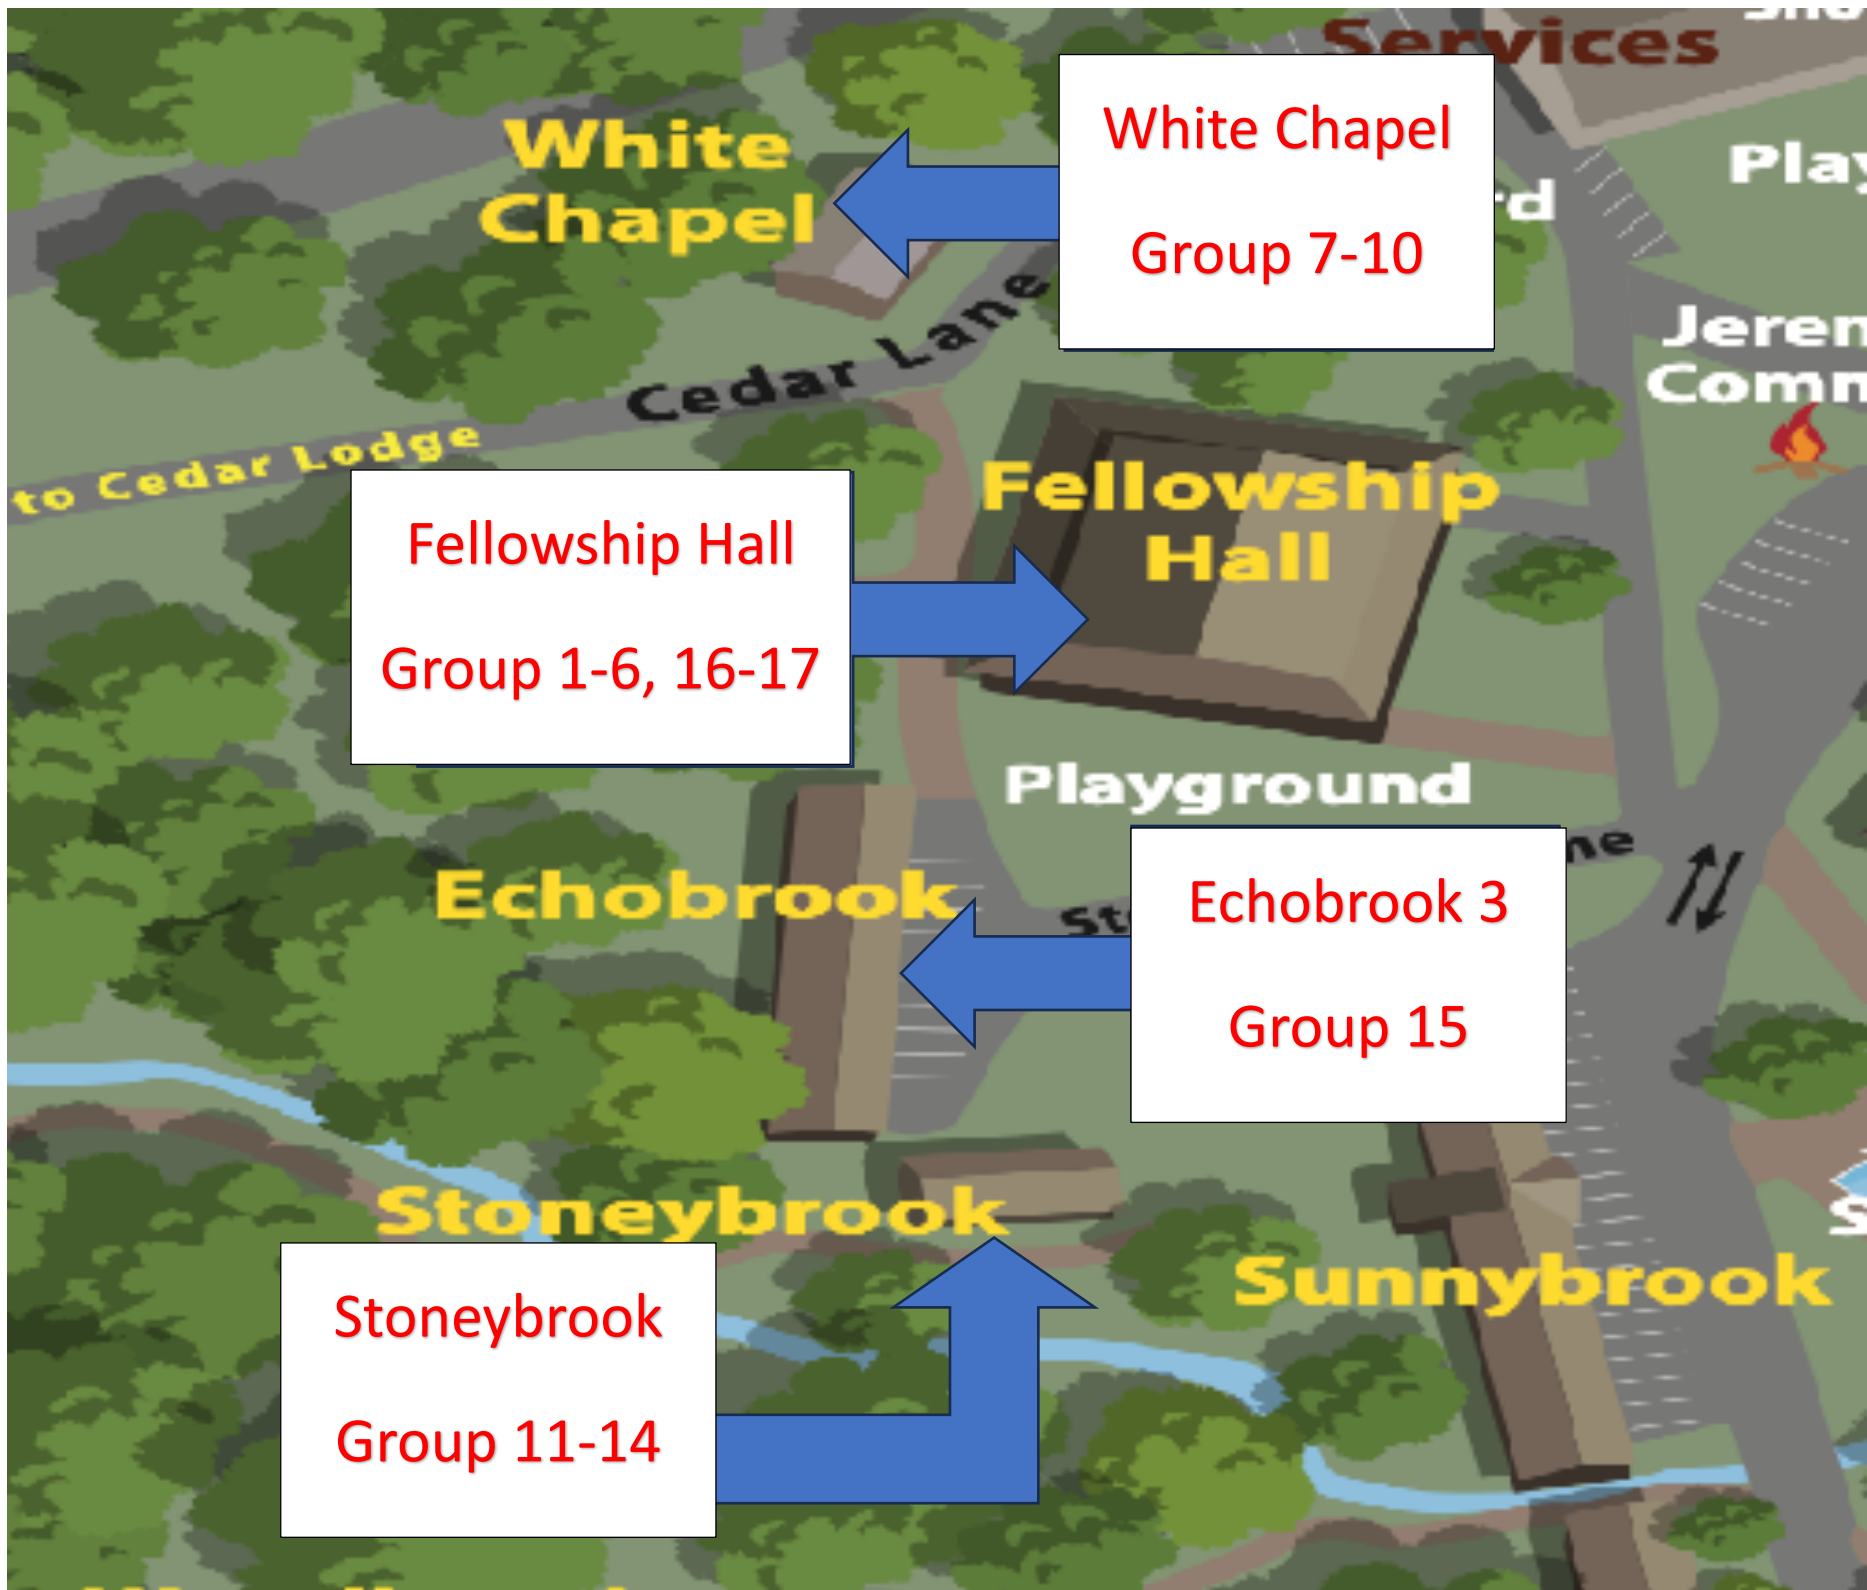 Services
White
Chapel
White Chapel
Group 7-10
Cedar Lane
to Cedar Lodge
Fellowship Hall
Group 1-6, 16-17
Fellowship
Hall
Playground
Echobrook
Echobrook 3
Group 15
Stoneybrook
Stoneybrook
Group 11-14
Sunnybrook